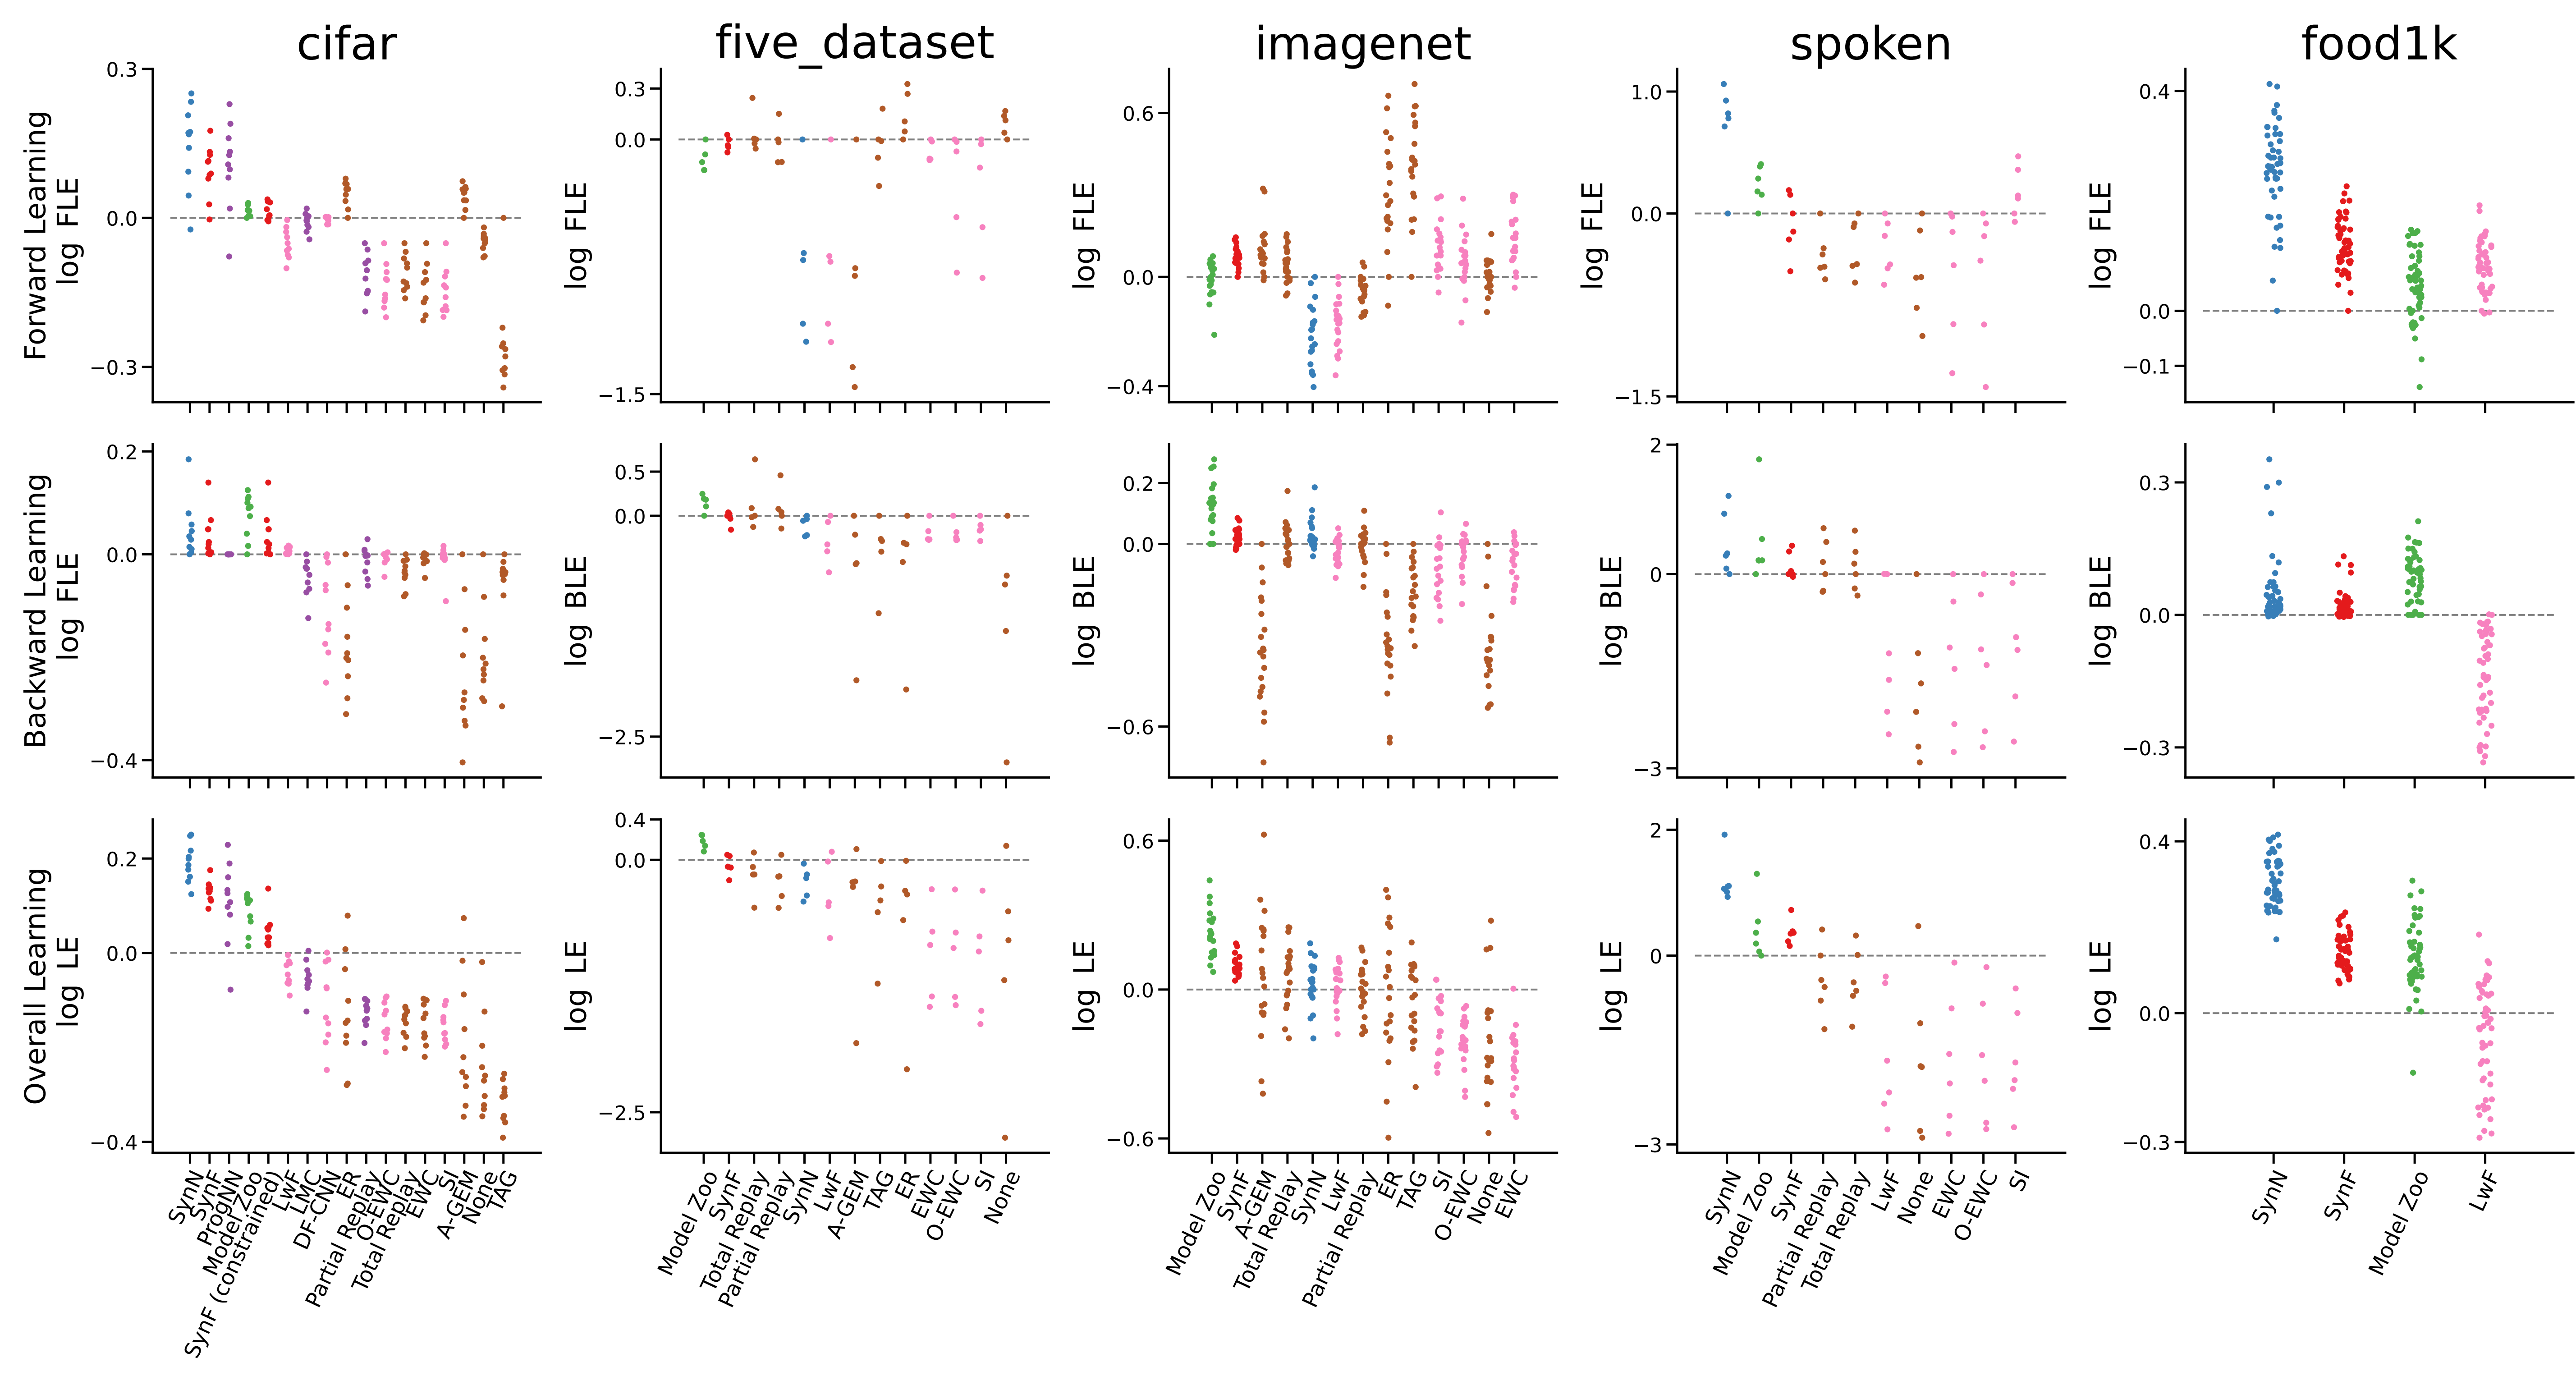 cifar
five_dataset
imagenet
spoken
food1k
Forward Learning
log FLE
0.3
0.0
−0.3
log FLE
0.3
0.0
−1.5
log FLE
0.6
0.0
−0.4
log FLE
1.0
0.0
−1.5
log FLE
0.4
0.0
−0.1
Backward Learning
log FLE
0.2
0.0
−0.4
log BLE
0.5
0.0
−2.5
log BLE
0.2
0.0
−0.6
log BLE
2
0
−3
log BLE
0.3
0.0
−0.3
Overall Learning
log LE
0.2
0.0
−0.4
log LE
0.4
0.0
−2.5
log LE
0.6
0.0
−0.6
log LE
2
0
−3
log LE
0.4
0.0
−0.3
SynN
SynF
ProgNN
Model Zoo
SynF (constrained)
LwF
LMC
DF-CNN
ER
Partial Replay
O-EWC
Total Replay
EWC
SI
A-GEM
None
TAG
Model Zoo
SynF
Total Replay
Partial Replay
SynN
LwF
A-GEM
TAG
ER
EWC
O-EWC
SI
None
Model Zoo
SynF
A-GEM
Total Replay
SynN
LwF
Partial Replay
ER
TAG
SI
O-EWC
None
EWC
SynN
Model Zoo
SynF
Partial Replay
Total Replay
LwF
None
EWC
O-EWC
SI
SynN
SynF
Model Zoo
LwF